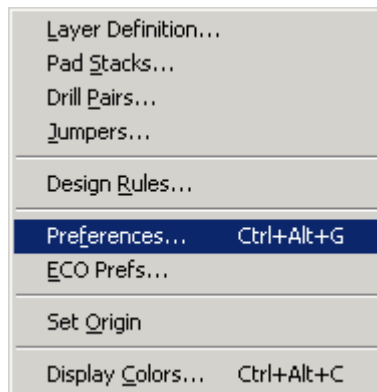 Layer Definition...
Pad Stacks...
Drill Pairs...
Jumpers...
Design Rules...
Preferences... Ctrl+Alt+G
ECO Prefs...
Set Origin
Display Colors... Ctrl+Alt+C